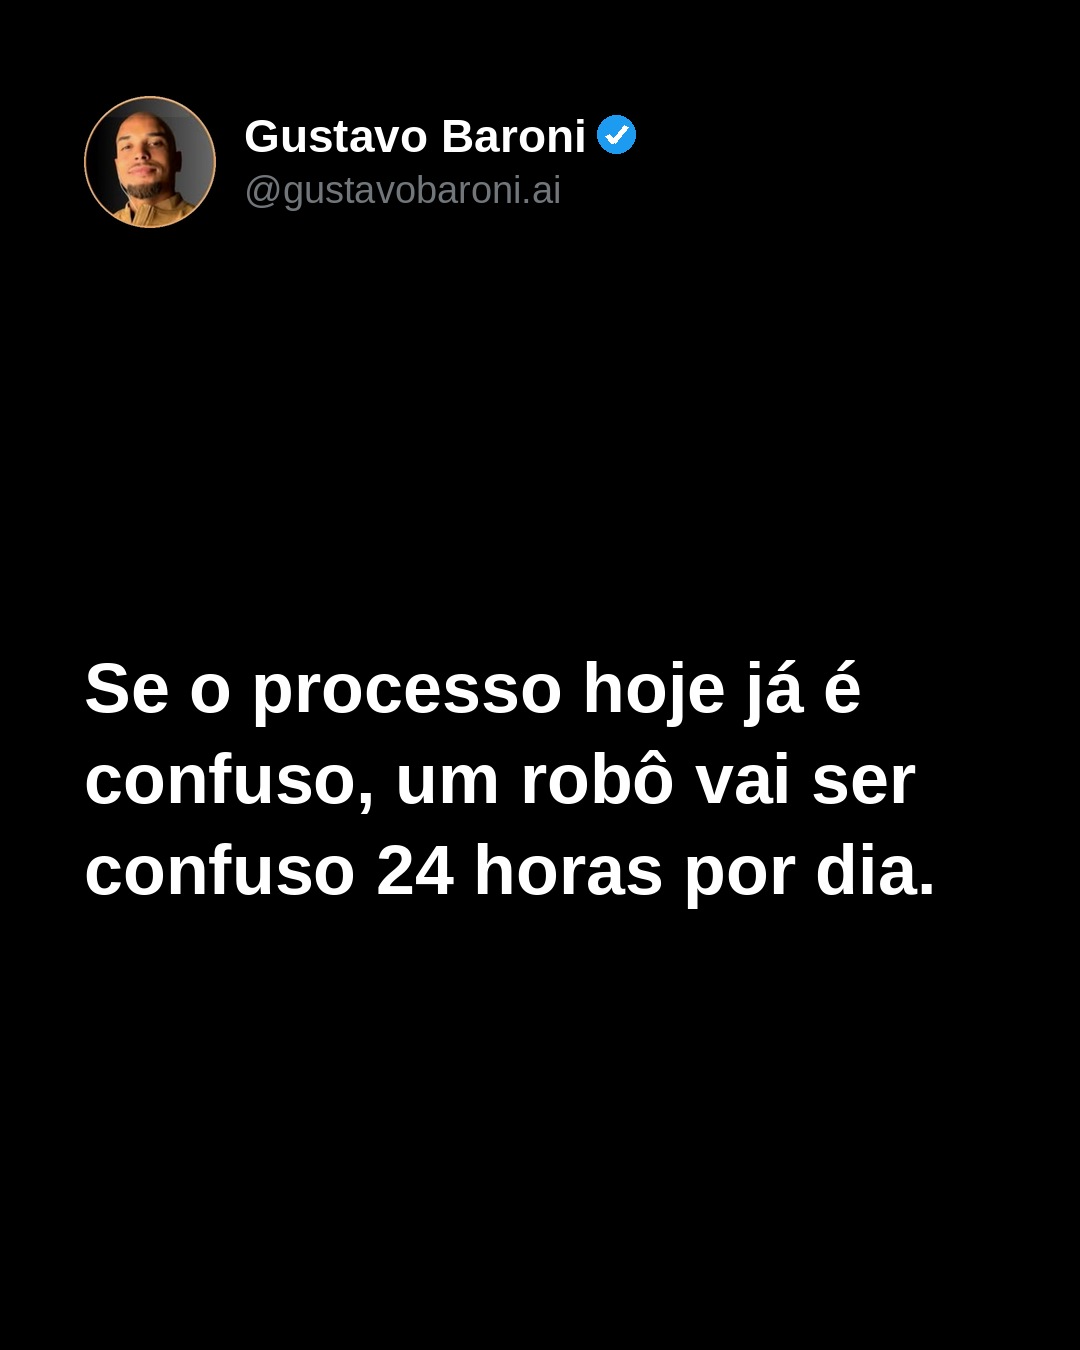 Gustavo Baroni
@gustavobaroni.ai
Se o processo hoje já é
confuso, um robô vai ser
confuso 24 horas por dia.